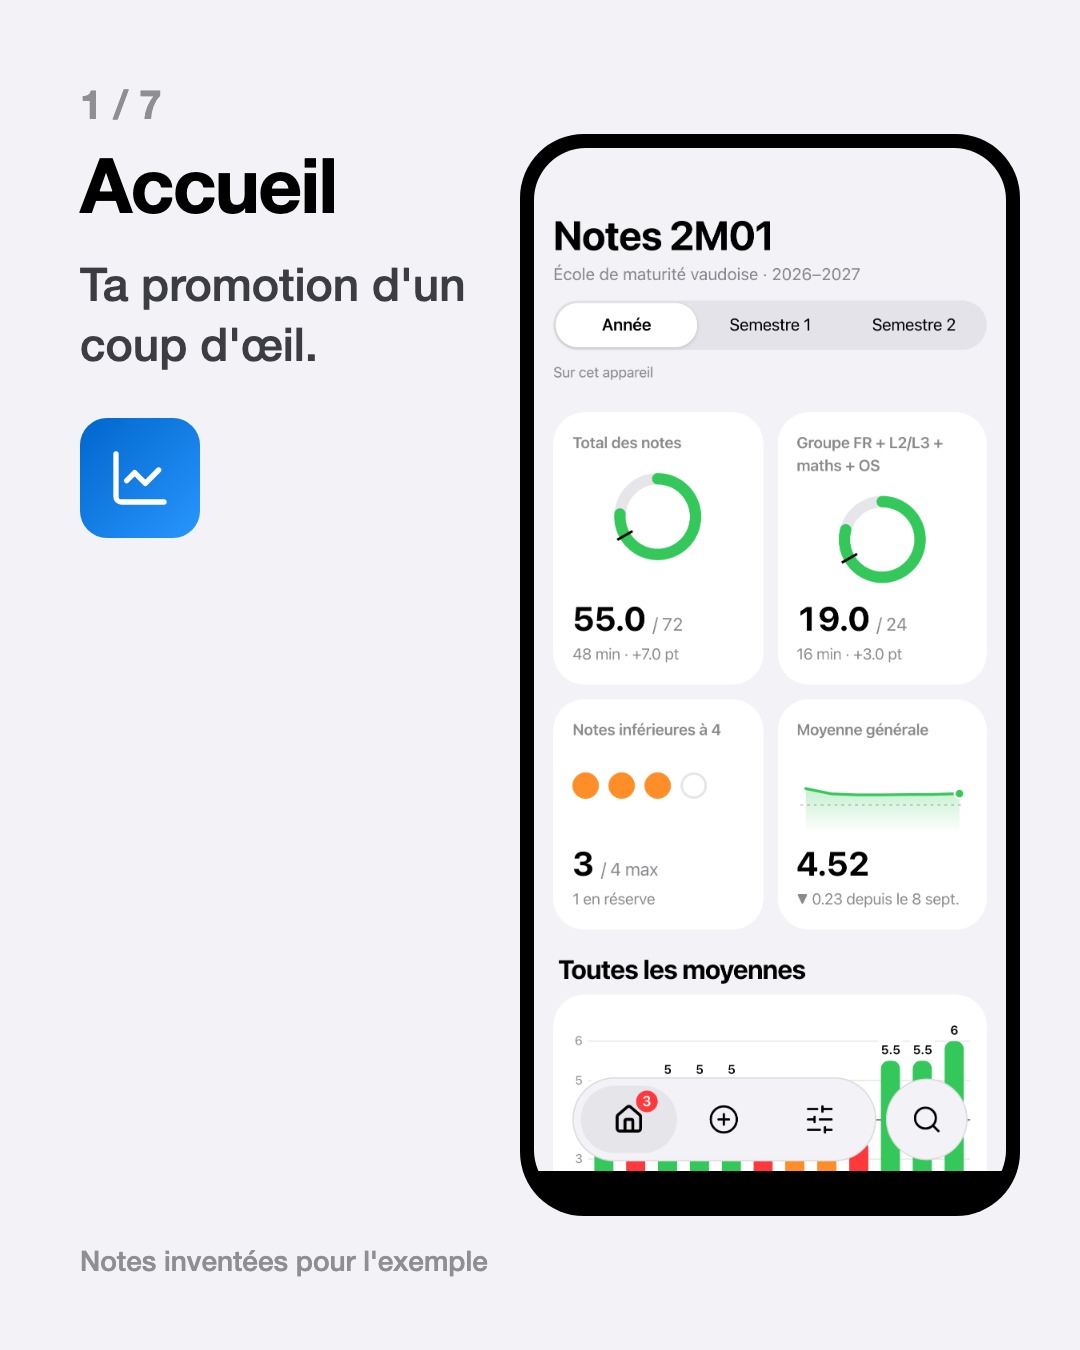 1 / 7
Accueil
Ta promotion d'un
coup d'œil.
Notes 2M01
École de maturité vaudoise · 2026–2027
Année
Semestre 1
Semestre 2
Sur cet appareil
Total des notes
55.0 / 72
48 min · +7.0 pt
Groupe FR + L2/L3 +
maths + OS
19.0 / 24
16 min · +3.0 pt
Notes inférieures à 4
3 / 4 max
1 en réserve
Moyenne générale
4.52
▼ 0.23 depuis le 8 sept.
Toutes les moyennes
6
5
3
5
5
5
5.5
5.5
6
3
Notes inventées pour l'exemple